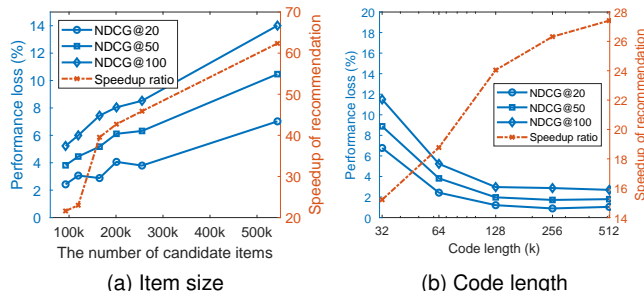 Performance loss (%)
0
2
4
6
8
10
12
14
NDCG@20
NDCG@50
NDCG@100
Speedup ratio
20
30
40
50
60
70
Speedup of recommendation
100k 200k 300k 400k 500k
The number of candidate items
(a) Item size
Performance loss (%)
0
2
4
6
8
10
12
14
16
18
20
NDCG@20
NDCG@50
NDCG@100
Speedup ratio
14
16
18
20
22
24
26
28
Speedup of recommendation
32 64 128 256 512
Code length (k)
(b) Code length